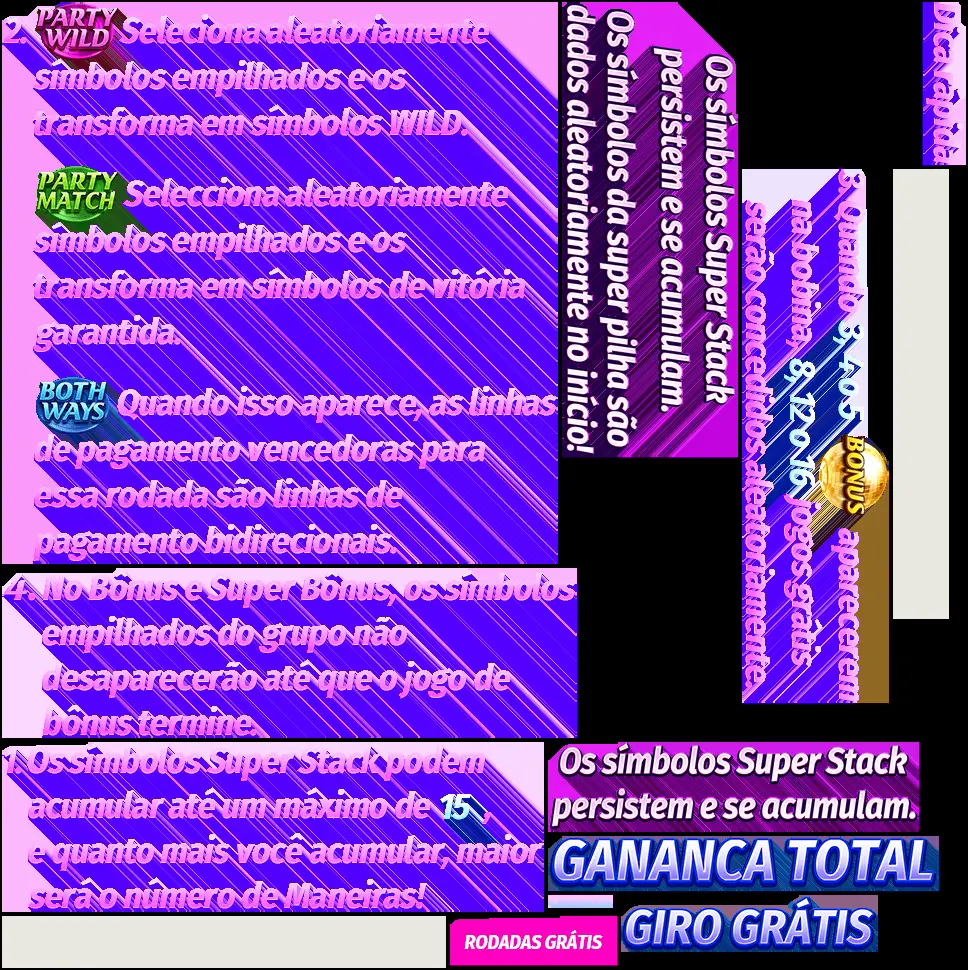 2. PARTY WILD Seleciona aleatoriamente
símbolos empilhados e os
transforma em símbolos WILD.
PARTY MATCH Selecciona aleatoriamente
símbolos empilhados e os
transforma em símbolos de vitória
garantida.
BOTH WAYS Quando isso aparece, as linhas
de pagamento vencedoras para
essa rodada são linhas de
pagamento bidirecionais.
4. No Bônus e Super Bônus, os símbolos
empilhados do grupo não
desaparecerão até que o jogo de
bônus termine.
1. Os símbolos Super Stack podem
acumular até um máximo de 15,
e quanto mais você acumular, maior
será o número de Maneiras!
Os símbolos Super Stack
persistem e se acumulam.
Os símbolos da super pilha são
dados aleatoriamente no início!
3. Quando 3, 4 o 5 BONUS aparecerem
na bobina, 8, 12 o 16 jogos grátis
serão concedidos aleatoriamente.
Dica rápida
Os símbolos Super Stack
persistem e se acumulam.
GANANCA TOTAL
GIRO GRÁTIS
RODADAS GRÁTIS